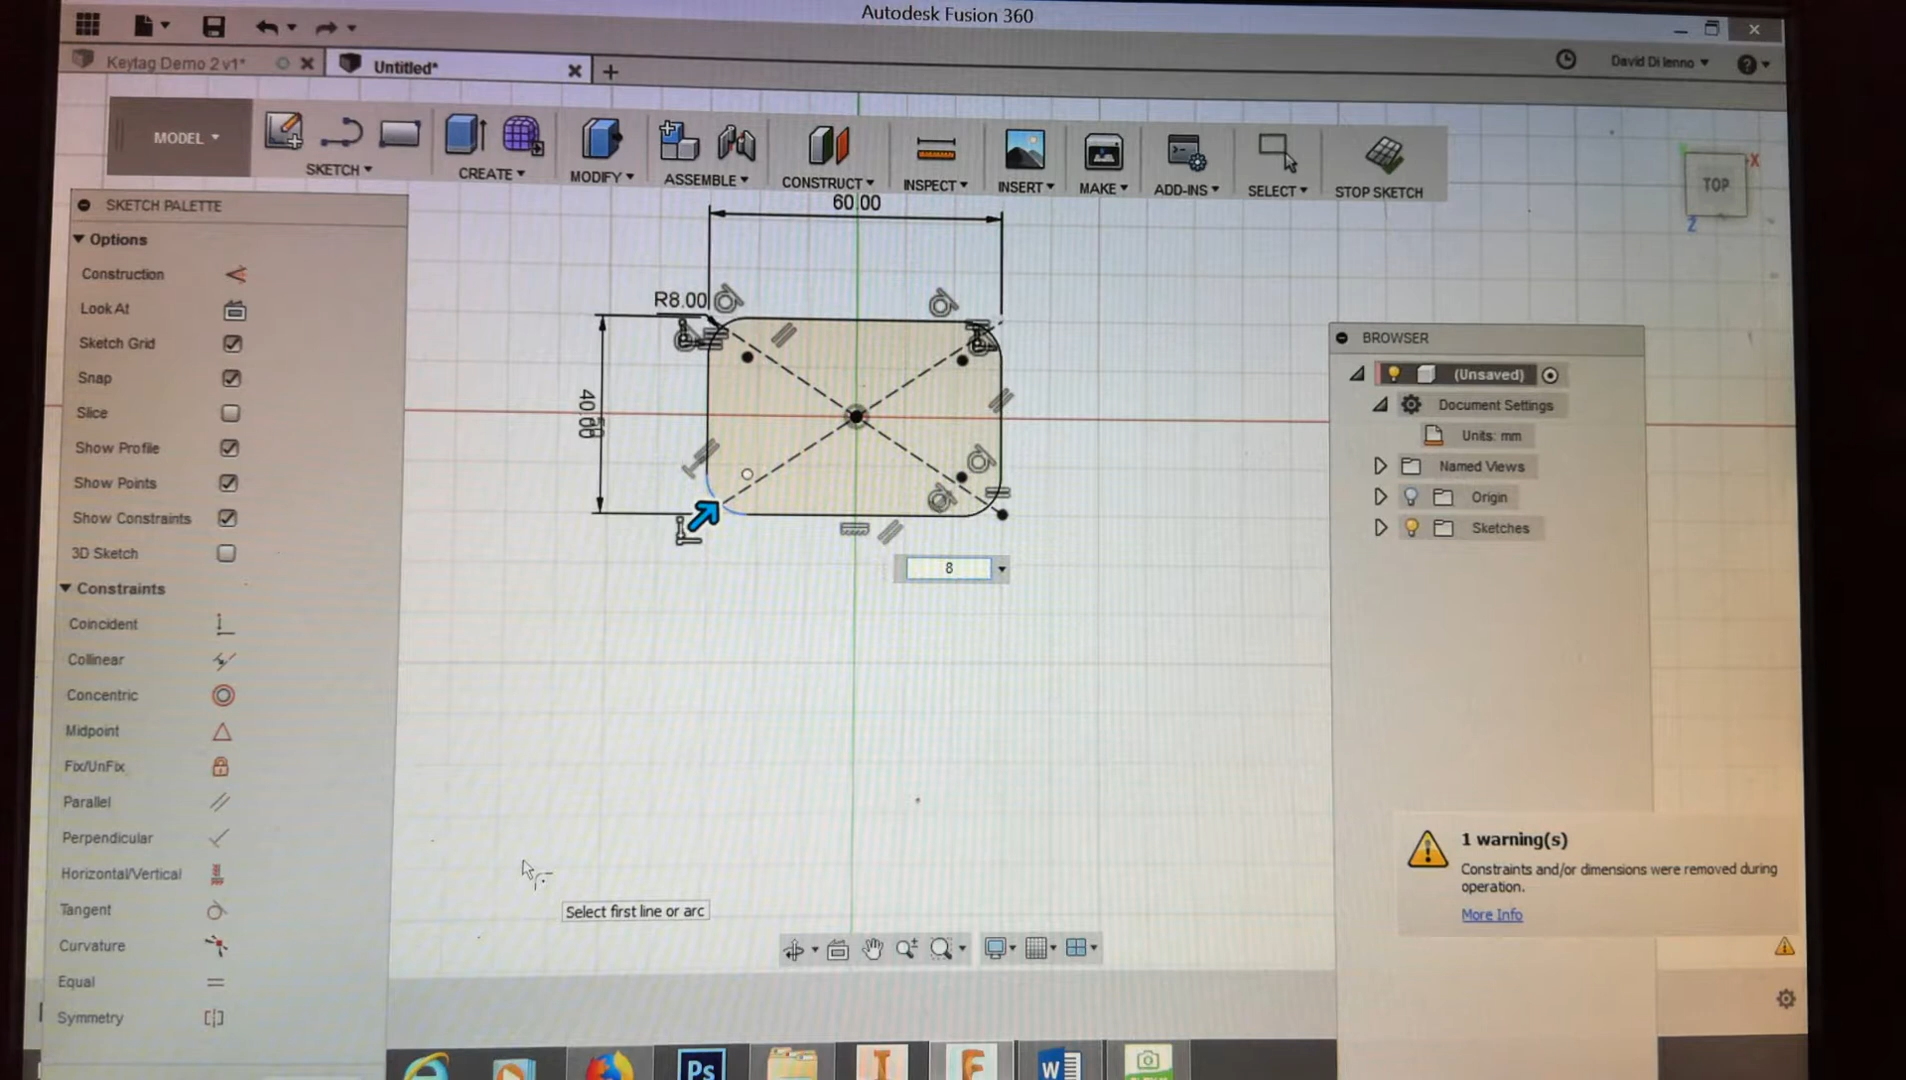 Autodesk Fusion 360
Keytag Demo 2 v1*
Untitled*
David Di Ienno
MODEL
SKETCH
CREATE
MODIFY
ASSEMBLE
CONSTRUCT
INSPECT
INSERT
MAKE
ADD-INS
SELECT
STOP SKETCH
TOP
X
Z
SKETCH PALETTE
Options
Construction
Look At
Sketch Grid
Snap
Slice
Show Profile
Show Points
Show Constraints
3D Sketch
Constraints
Coincident
Collinear
Concentric
Midpoint
Fix/UnFix
Parallel
Perpendicular
Horizontal/Vertical
Tangent
Curvature
Equal
Symmetry
60.00
R8.00
40.00
8
Select first line or arc
BROWSER
(Unsaved)
Document Settings
Units: mm
Named Views
Origin
Sketches
1 warning(s)
Constraints and/or dimensions were removed during
operation.
More Info
Ps
I
F
W